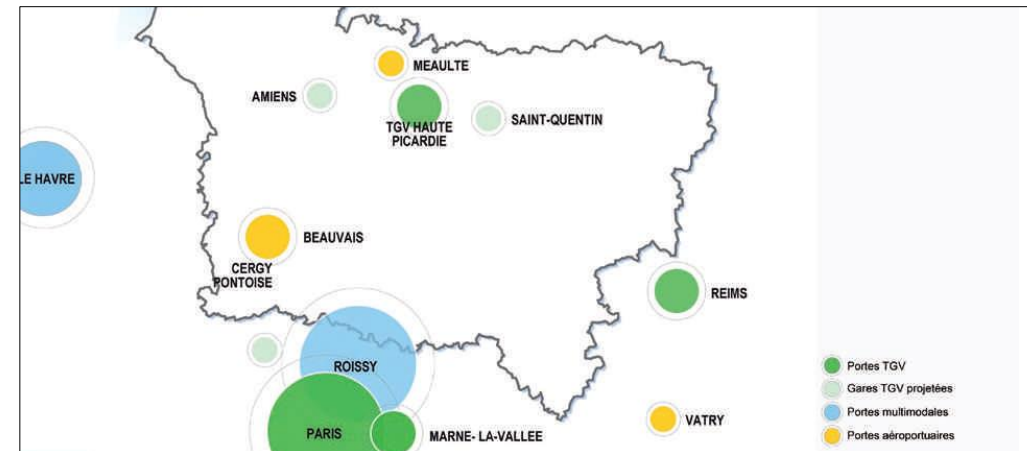 MEAULTE
AMIENS
TGV HAUTE
PICARDIE
SAINT-QUENTIN
LE HAVRE
BEAUVAIS
CERGY
PONTOISE
REIMS
ROISSY
PARIS
MARNE- LA-VALLEE
VATRY
Portes TGV
Gares TGV projetées
Portes multimodales
Portes aéroportuaires